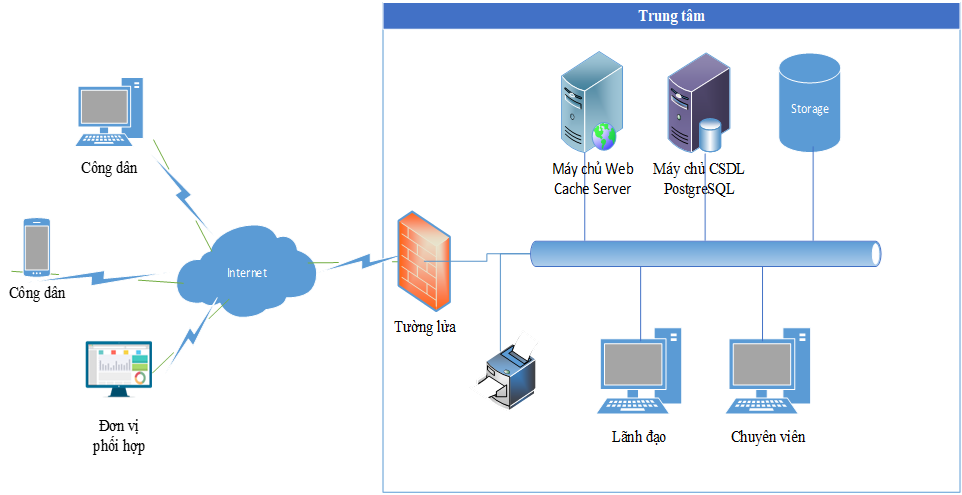 Trung tâm
Công dân
Storage
Máy chủ Web
Cache Server
Máy chủ CSDL
PostgreSQL
Internet
Công dân
Tường lửa
Đơn vị
phối hợp
Lãnh đạo
Chuyên viên